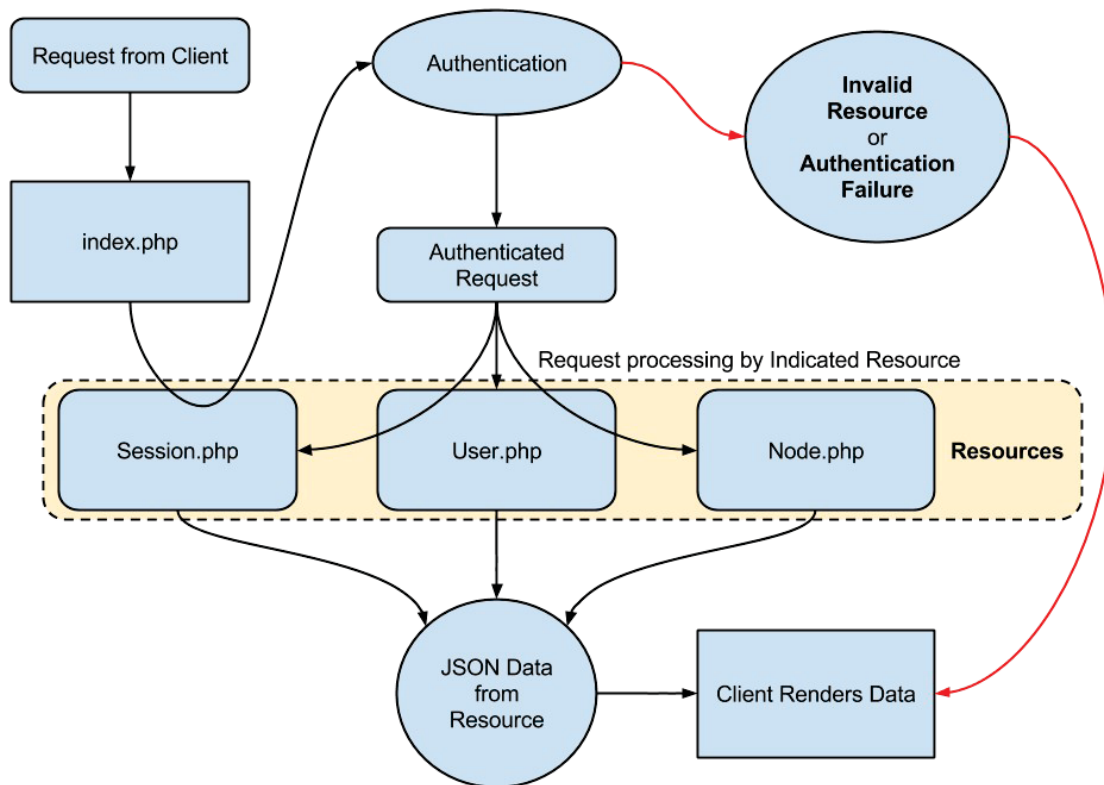 Request from Client
Authentication
Invalid
Resource
or
Authentication
Failure
index.php
Authenticated
Request
Request processing by Indicated Resource
Session.php
User.php
Node.php
Resources
JSON Data
from
Resource
Client Renders Data